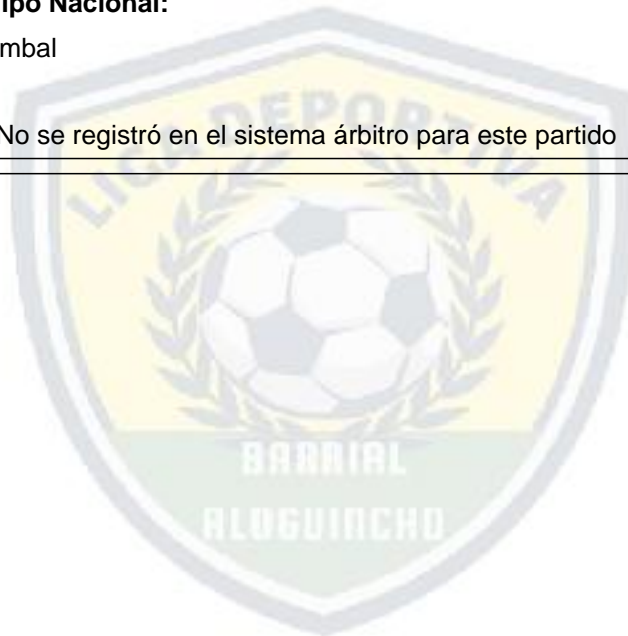 ipo Nacional:
mbal
No se registró en el sistema árbitro para este partido
LIGA DEPORTIVA
BARRIAL
ALUGUINCHO